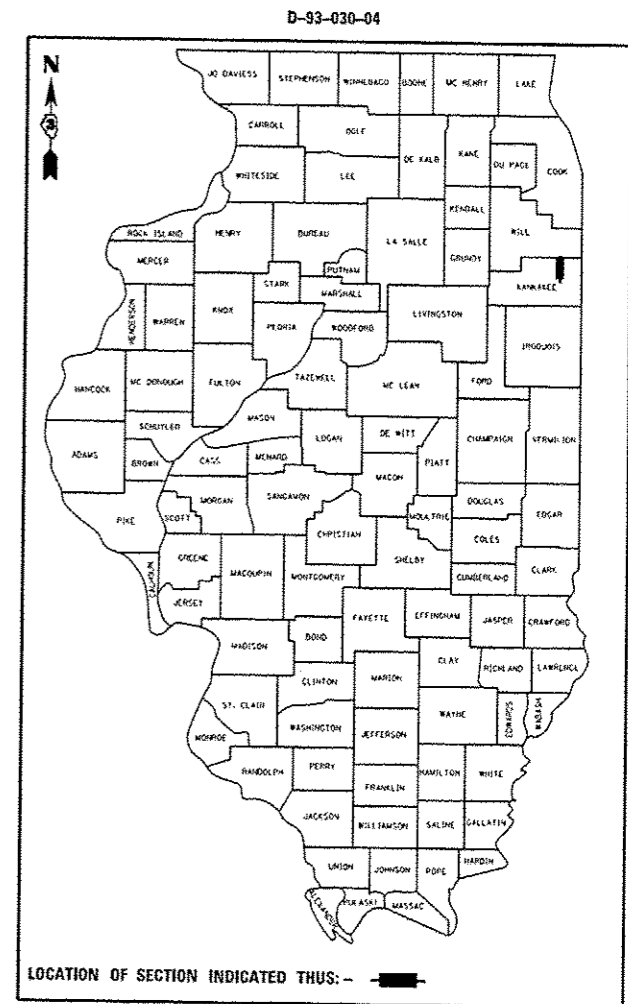 D-93-030-04
N
3
JO DAVIESS STEPHENSON WINNEBAGO BOONE MC HENRY LAKE
CARROLL OGLE
DE KALB KANE DU PAGE COOK
WHITESIDE LEE
KENDALL
ROCK ISLAND HENRY BUREAU LA SALLE WILL
MERCER PUTNAM GRUNDY
STARK KANKAKEE
MARSHALL
HENDERSON WARREN KNOX PEORIA WOODFORD LIVINGSTON
IROQUOIS
HANCOCK MC DONOUGH FULTON TAZEWELL MC LEAN FORD
MASON
SCHUYLER LOGAN DE WITT
CHAMPAIGN VERMILION
ADAMS BROWN CASS MENARD MACON PIATT
MORGAN SANGAMON DOUGLAS
PIKE SCOTT MOULTRIE EDGAR
CHRISTIAN COLES
GREENE SHELBY
CALHOUN MACOUPIN MONTGOMERY CUMBERLAND CLARK
JERSEY
FAYETTE EFFINGHAM JASPER CRAWFORD
MADISON BOND
CLAY RICHLAND LAWRENCE
CLINTON MARION
ST. CLAIR WAYNE EDWARDS WABASH
WASHINGTON
MONROE JEFFERSON
RANDOLPH PERRY HAMILTON WHITE
FRANKLIN
JACKSON WILLIAMSON SALINE GALLATIN
UNION JOHNSON POPE HARDIN
ALEXANDER PULASKI MASSAC
LOCATION OF SECTION INDICATED THUS: -